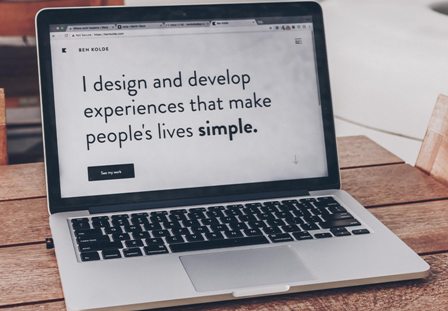 BEN KOLDE
I design and develop
experiences that make
people's lives simple.
See my work